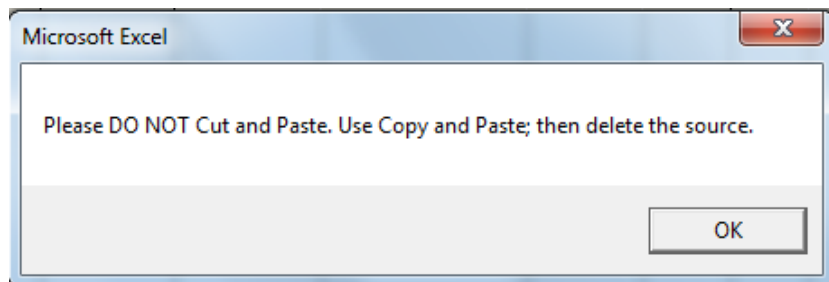 Microsoft Excel
Please DO NOT Cut and Paste. Use Copy and Paste; then delete the source.
OK